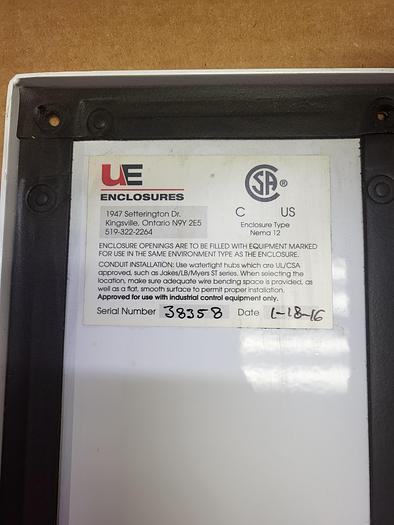 UE
ENCLOSURES
1947 Setterington Dr.
Kingsville, Ontario N9Y 2E5
519-322-2264
CSA®
C US
Enclosure Type
Nema 12
ENCLOSURE OPENINGS ARE TO BE FILLED WITH EQUIPMENT MARKED
FOR USE IN THE SAME ENVIRONMENT TYPE AS THE ENCLOSURE.
CONDUIT INSTALLATION; Use watertight hubs which are UL/CSA
approved, such as Jakes/LB/Myers ST series. When selecting the
location, make sure adequate wire bending space is provided, as
well as a flat, smooth surface to permit proper installation.
Approved for use with industrial control equipment only.
Serial Number 38358 Date 1-18-16